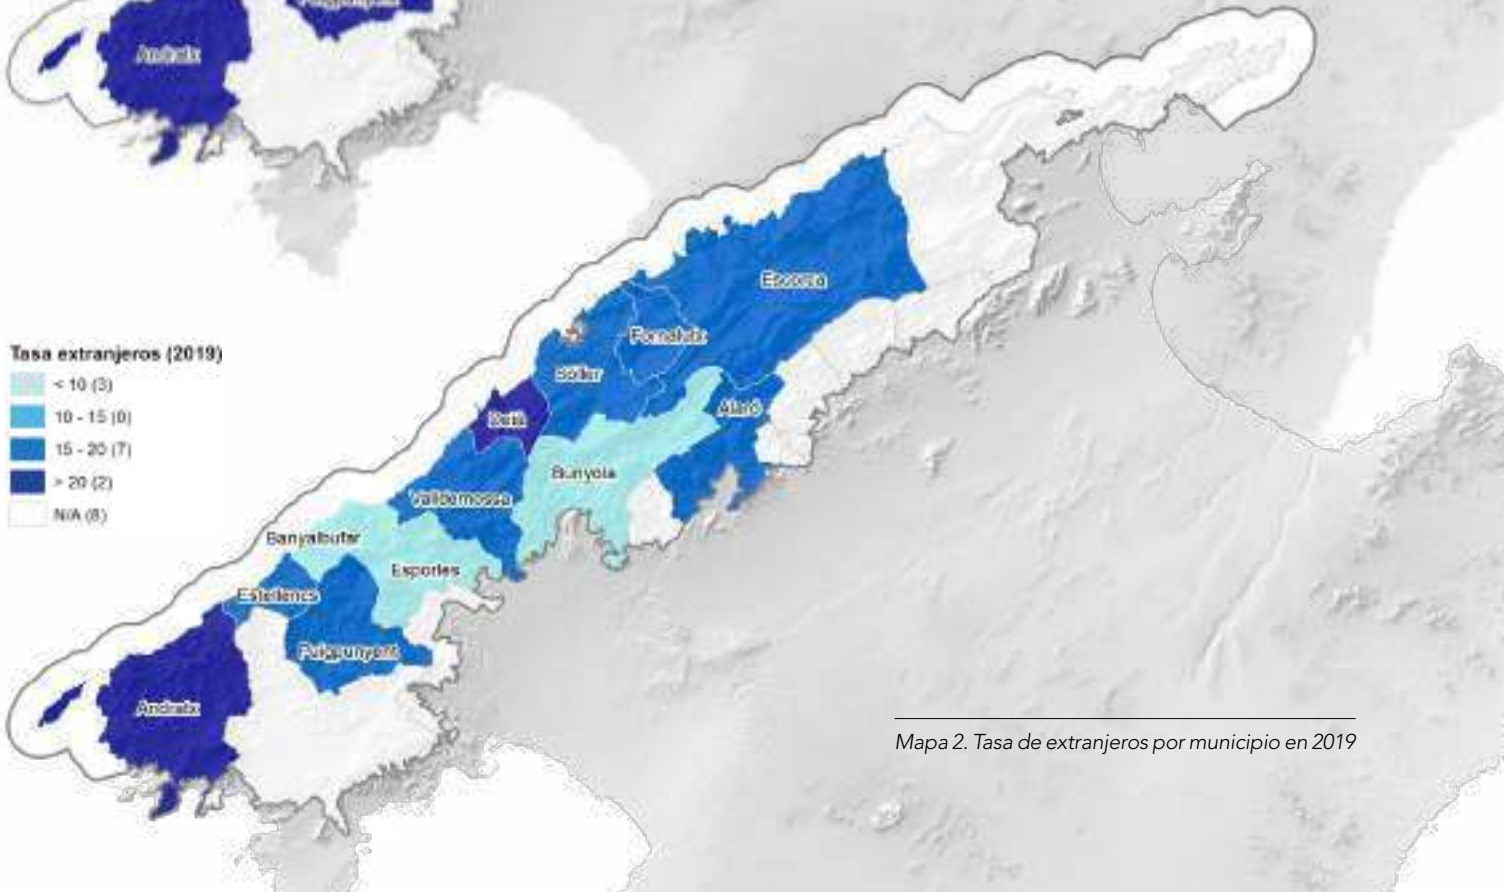 Andratx
Tasa extranjeros (2019)
< 10 (3)
10 - 15 (0)
15 - 20 (7)
> 20 (2)
N/A (8)
Escorca
Fornalutx
Sóller
Deià
Alaró
Bunyola
Valldemossa
Banyalbufar
Esporles
Estellencs
Puigpunyent
Andratx
Mapa 2. Tasa de extranjeros por municipio en 2019